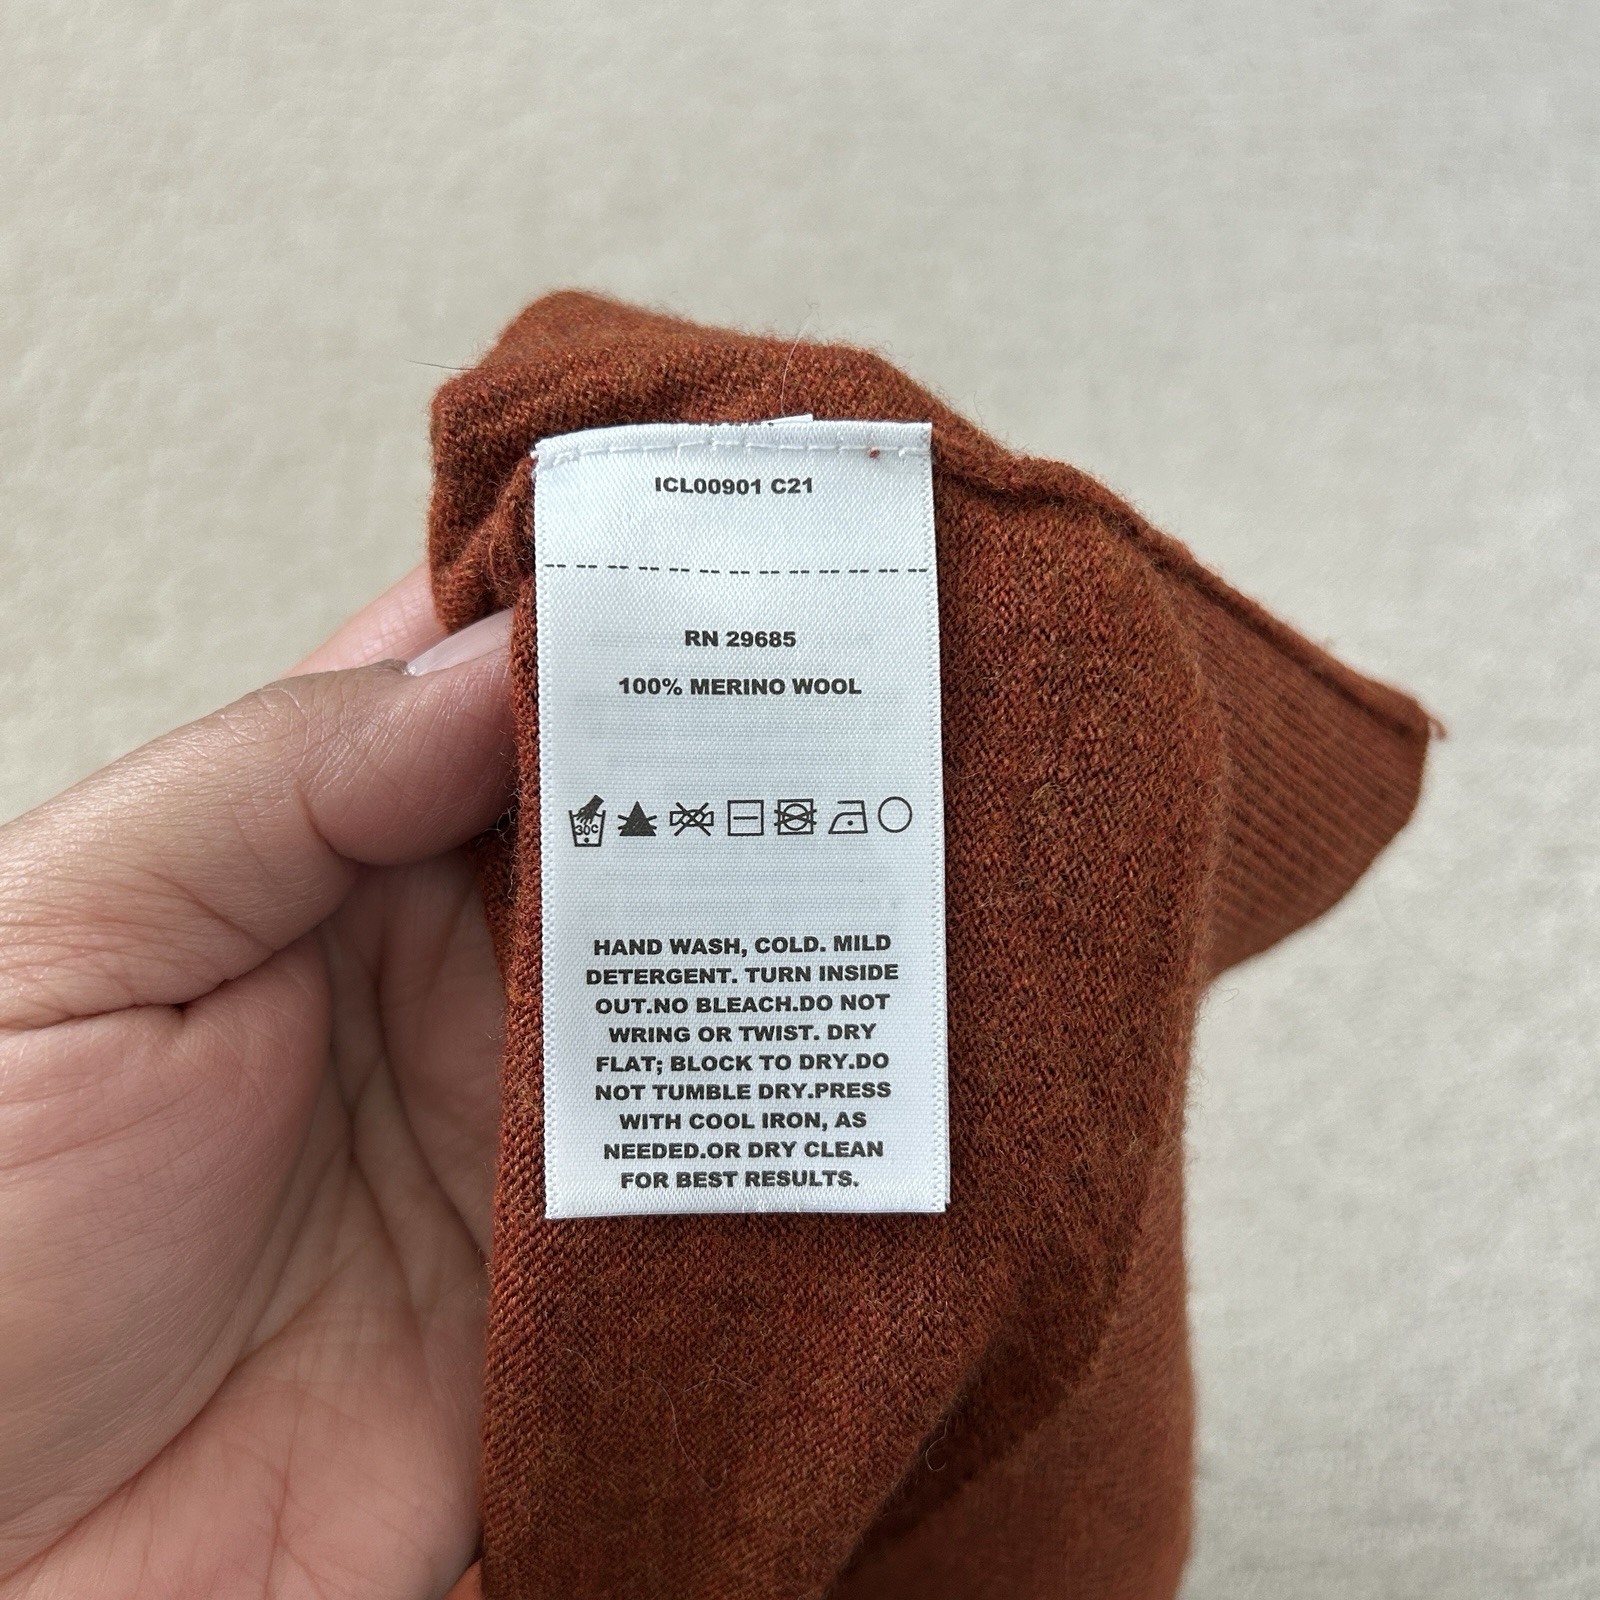 ICL00901 C21
RN 29685
100% MERINO WOOL
30C
HAND WASH, COLD. MILD
DETERGENT. TURN INSIDE
OUT.NO BLEACH.DO NOT
WRING OR TWIST. DRY
FLAT; BLOCK TO DRY.DO
NOT TUMBLE DRY.PRESS
WITH COOL IRON, AS
NEEDED.OR DRY CLEAN
FOR BEST RESULTS.